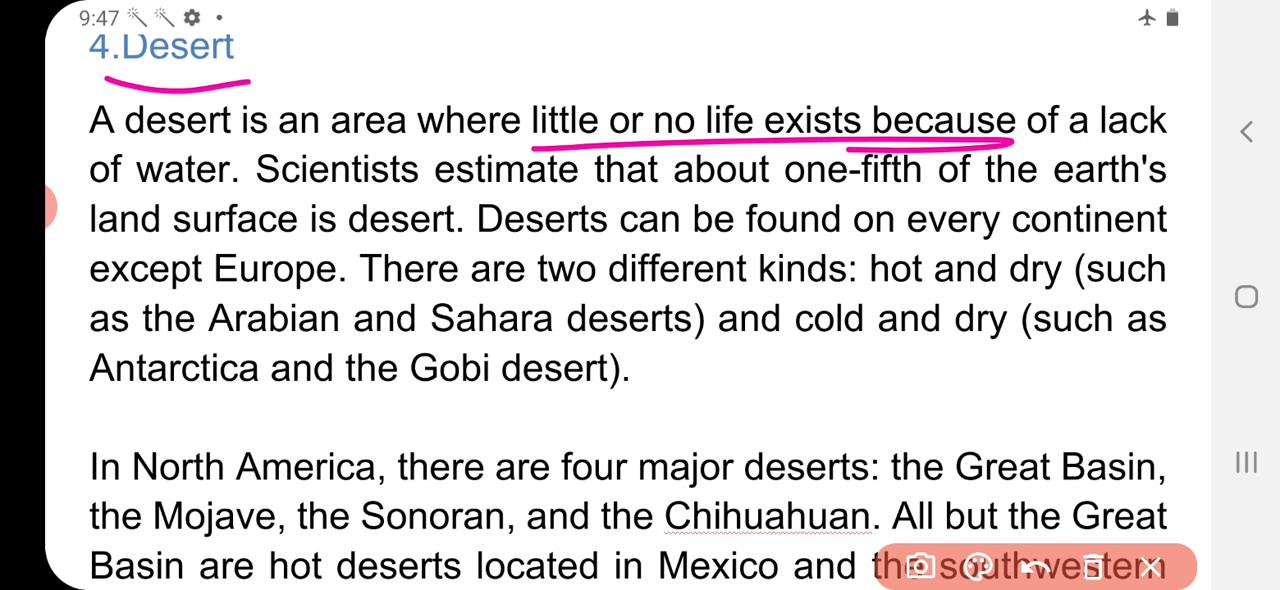 9:47
4.Desert
A desert is an area where little or no life exists because of a lack
of water. Scientists estimate that about one-fifth of the earth's
land surface is desert. Deserts can be found on every continent
except Europe. There are two different kinds: hot and dry (such
as the Arabian and Sahara deserts) and cold and dry (such as
Antarctica and the Gobi desert).
In North America, there are four major deserts: the Great Basin,
the Mojave, the Sonoran, and the Chihuahuan. All but the Great
Basin are hot deserts located in Mexico and the southwestern